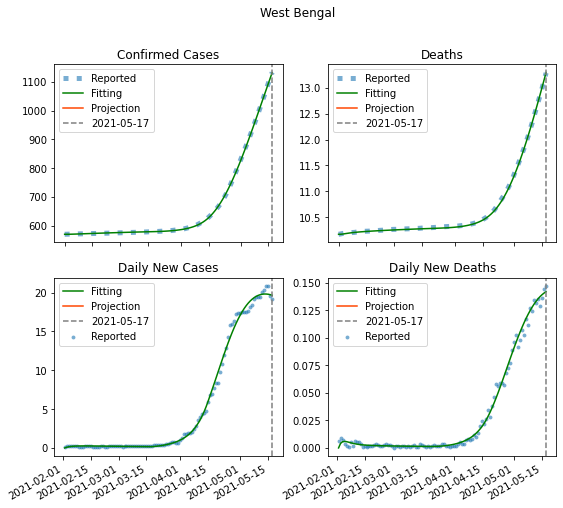 West Bengal
Confirmed Cases
Reported
Fitting
Projection
2021-05-17
1100
1000
900
800
700
600
Deaths
Reported
Fitting
Projection
2021-05-17
13.0
12.5
12.0
11.5
11.0
10.5
Daily New Cases
Fitting
Projection
2021-05-17
Reported
20
15
10
5
0
2021-02-01
2021-02-15
2021-03-01
2021-03-15
2021-04-01
2021-04-15
2021-05-01
2021-05-15
Daily New Deaths
Fitting
Projection
2021-05-17
Reported
0.150
0.125
0.100
0.075
0.050
0.025
0.000
2021-02-01
2021-02-15
2021-03-01
2021-03-15
2021-04-01
2021-04-15
2021-05-01
2021-05-15